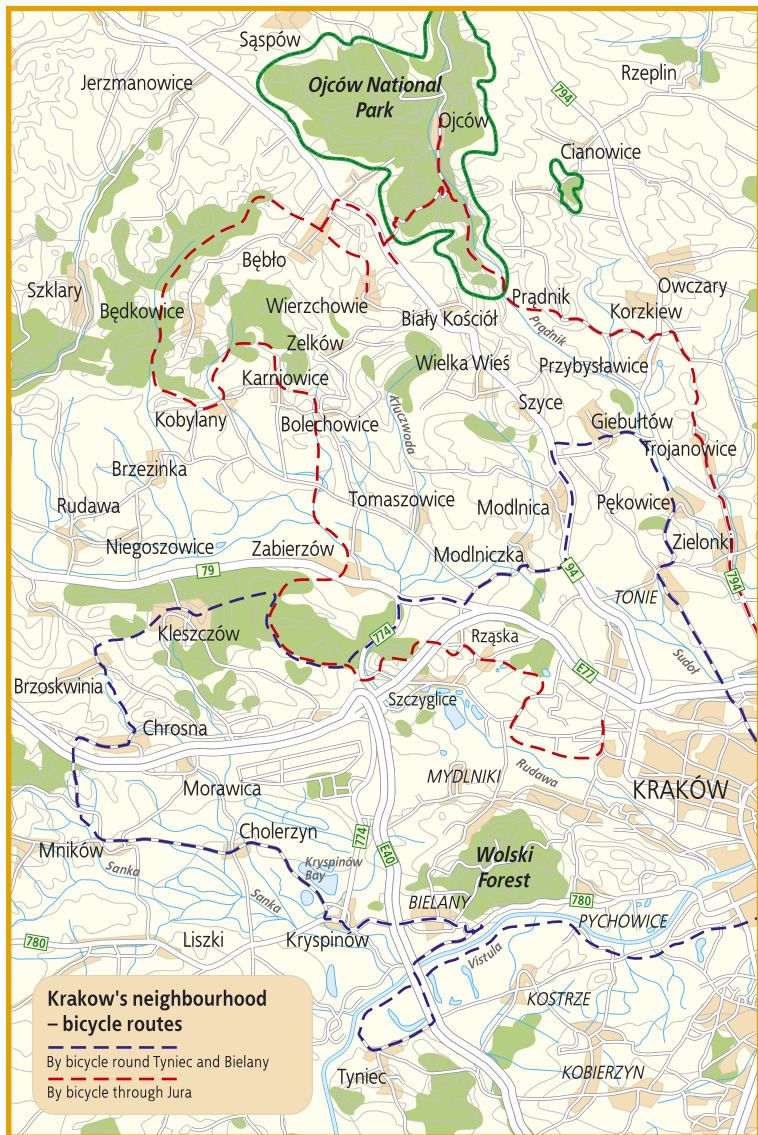 Sąspów
Jerzmanowice
Rzeplin
Ojców National
Park
794
Ojców
Cianowice
Bębło
Szklary
Będkowice
Wierzchowie
Owczary
Prądnik
Korzkiew
Biały Kościół
Prądnik
Zelków
Wielka Wieś
Przybysławice
Karniowice
Kluczwoda
Szyce
Kobylany
Bolechowice
Giebułtów
Trojanowice
Brzezinka
Rudawa
Tomaszowice
Modlnica
Pękowice
Niegoszowice
Zabierzów
Modlniczka
Zielonki
79
94
794
TONIE
Kleszczów
774
Rząska
Sudoł
E77
Brzoskwinia
Szczyglice
Chrosna
Morawica
MYDLNIKI
Rudawa
KRAKÓW
Cholerzyn
774
E40
Mników
Sanka
Kryspinów
Bay
Wolski
Forest
Sanka
BIELANY
780
PYCHOWICE
780
Liszki
Kryspinów
Vistula
KOSTRZE
Krakow's neighbourhood
– bicycle routes
By bicycle round Tyniec and Bielany
By bicycle through Jura
Tyniec
KOBIERZYN